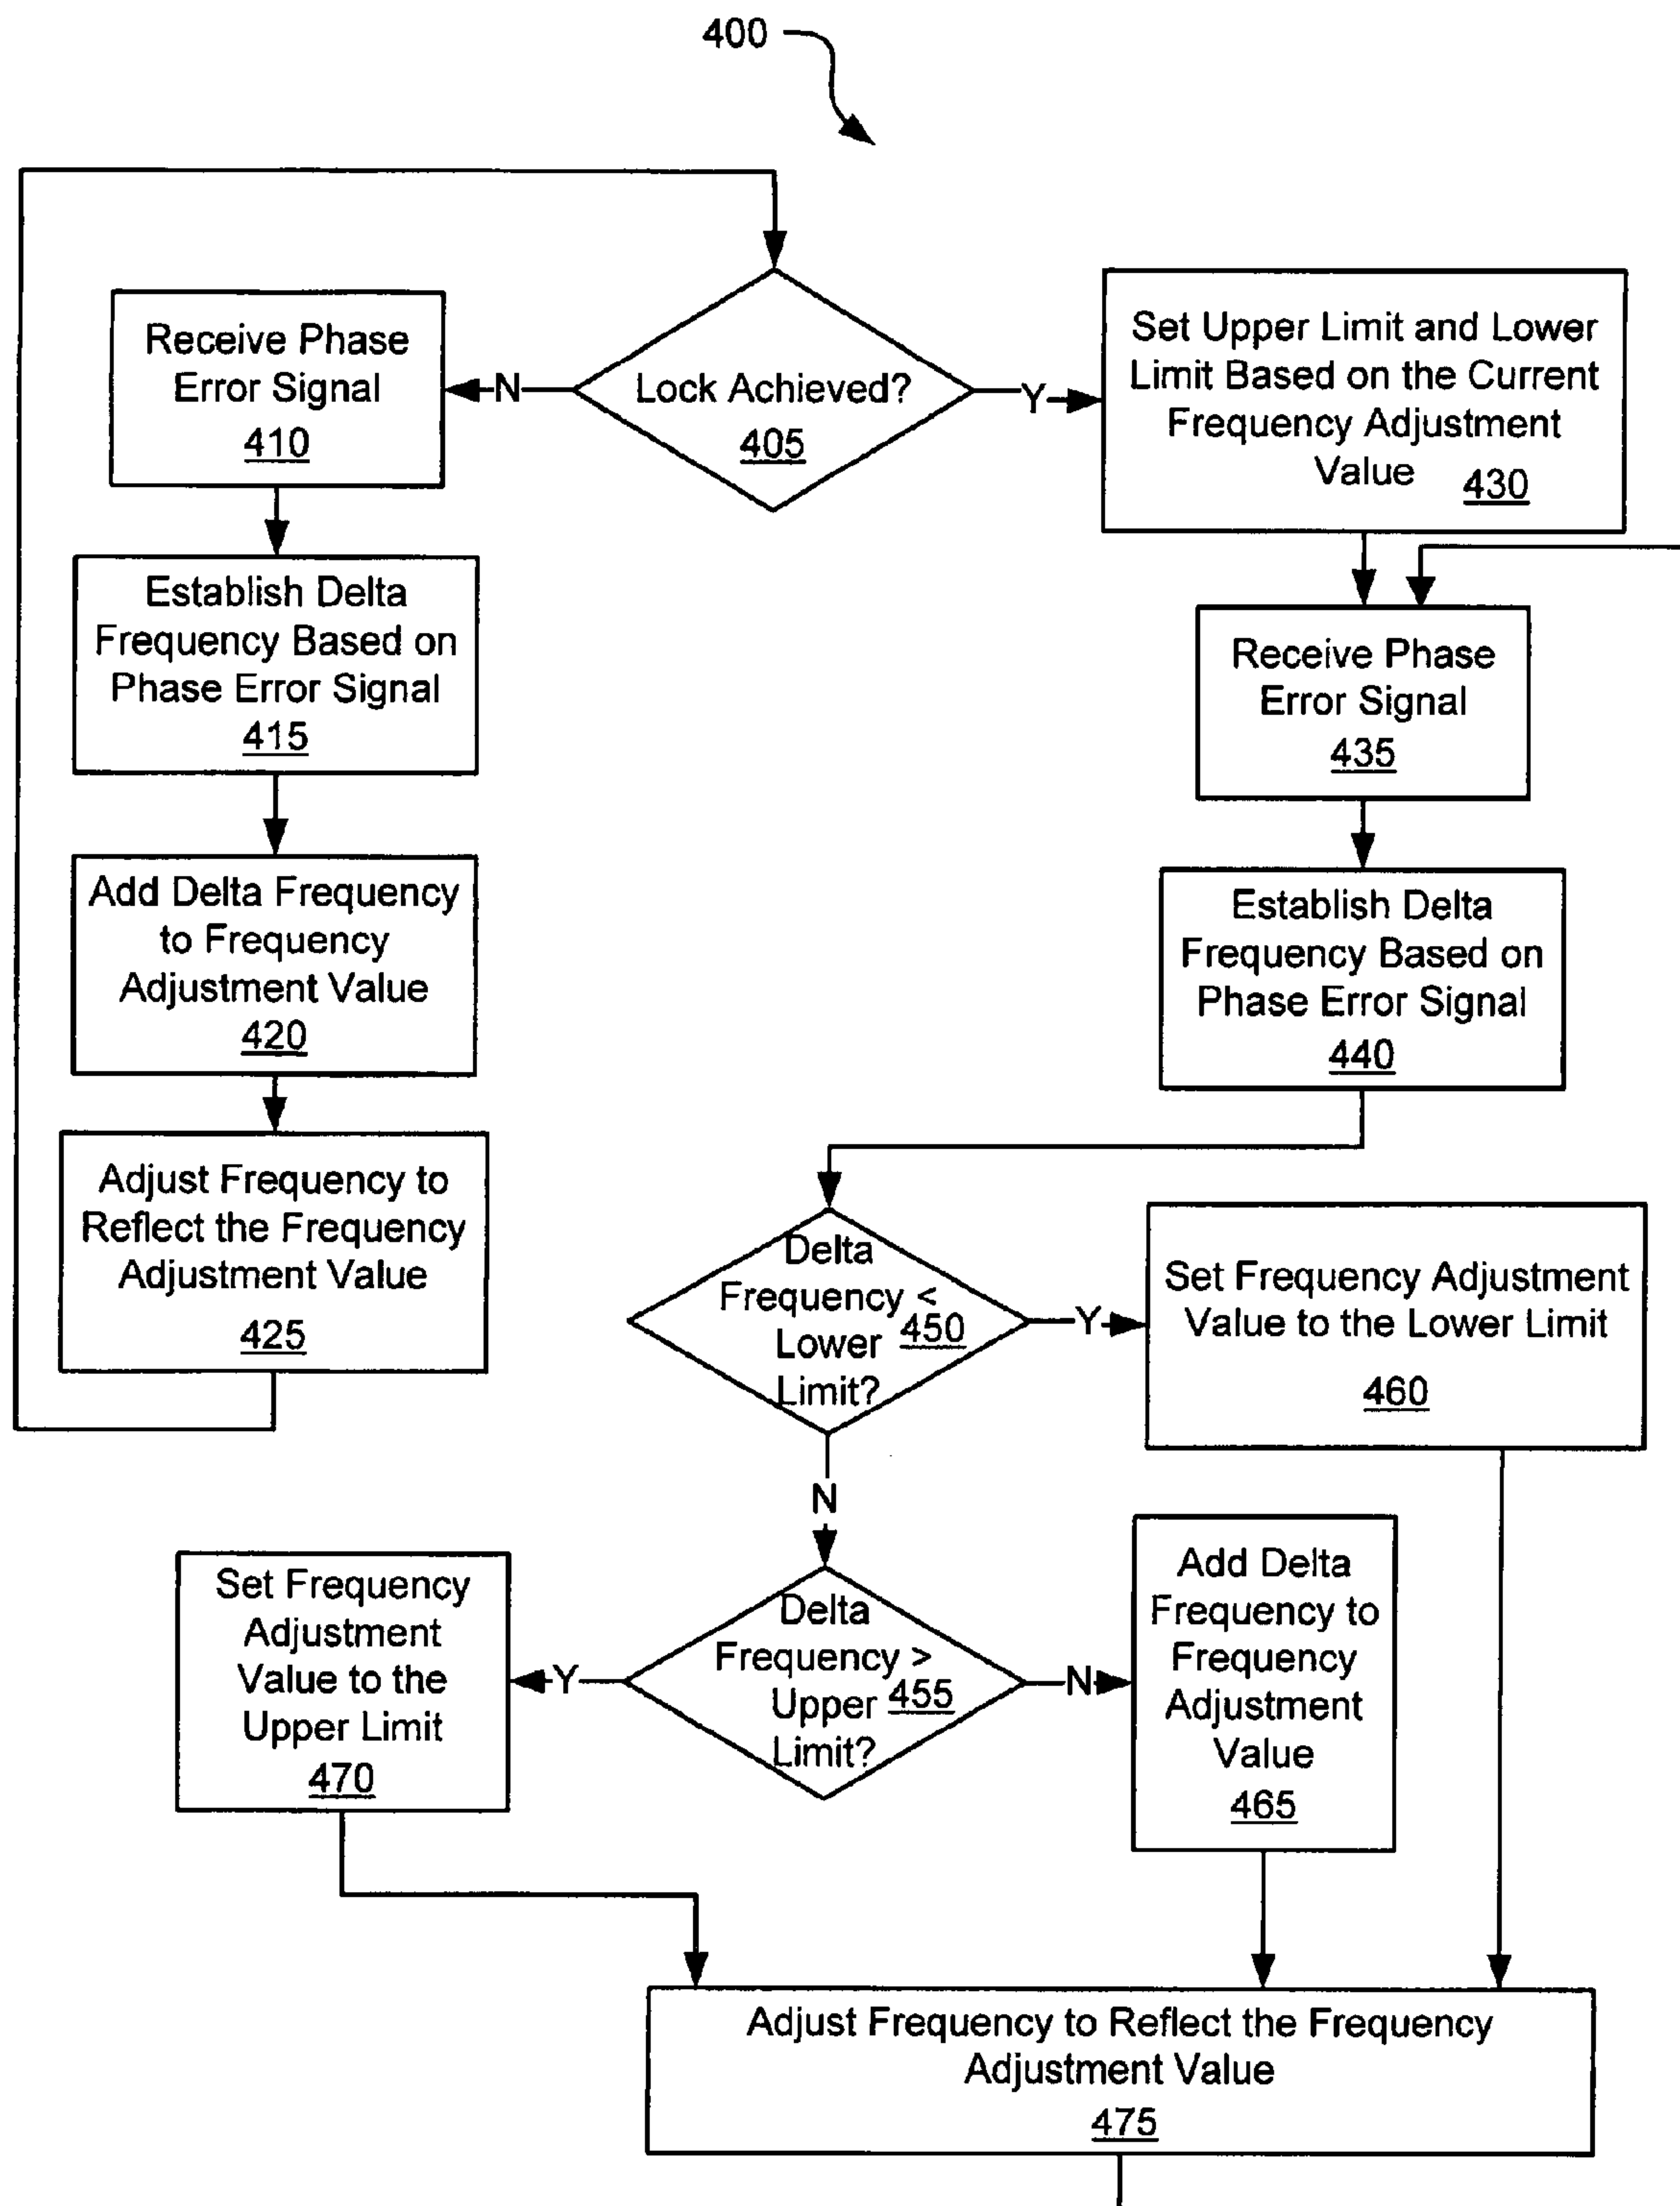 400
Lock Achieved?
405
N
Y
Receive Phase
Error Signal
410
Establish Delta
Frequency Based on
Phase Error Signal
415
Add Delta Frequency
to Frequency
Adjustment Value
420
Adjust Frequency to
Reflect the Frequency
Adjustment Value
425
Set Upper Limit and Lower
Limit Based on the Current
Frequency Adjustment
Value 430
Receive Phase
Error Signal
435
Establish Delta
Frequency Based on
Phase Error Signal
440
Delta
Frequency <
Lower 450
Limit?
Y
N
Set Frequency Adjustment
Value to the Lower Limit
460
Delta
Frequency >
Upper 455
Limit?
Y
N
Set Frequency
Adjustment
Value to the
Upper Limit
470
Add Delta
Frequency to
Frequency
Adjustment
Value
465
Adjust Frequency to Reflect the Frequency
Adjustment Value
475